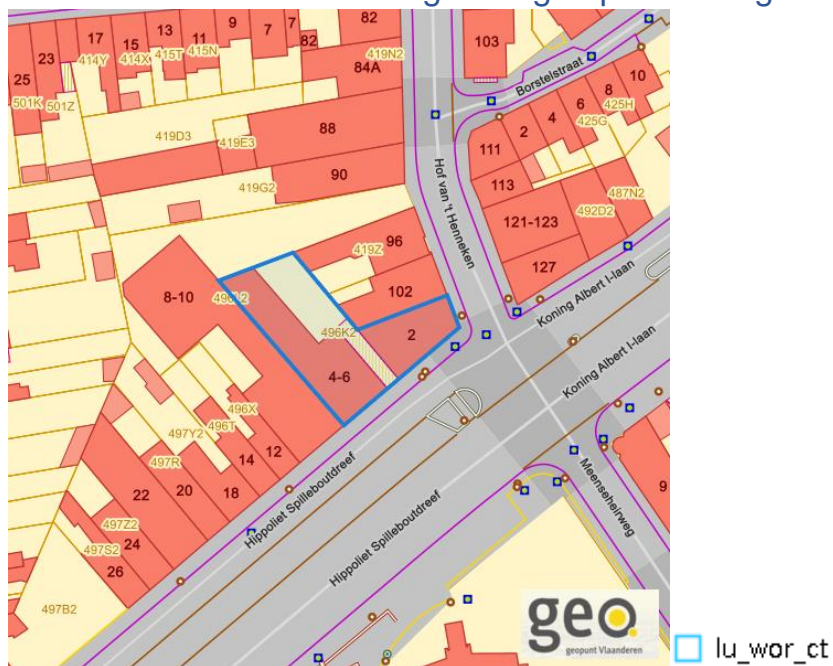 82
9
7
7
13
11
15
17
23
25
82
419N2
415N
415T
414X
414Y
501K
501Z
84A
103
Borstelstraat
10
8
6
4
2
425H
425G
111
88
419D3
419E3
90
419G2
Hof van 't Henneken
113
487N2
492D2
121-123
127
96
419Z
102
8-10
496K2
2
4-6
Koning Albert I-laan
Koning Albert I-laan
496X
496T
497Y2
497R
12
14
18
20
22
24
26
497Z2
497S2
497B2
Hippoliet Spilleboutdreef
Hippoliet Spilleboutdreef
Meenseheirweg
9
geo
geopunt Vlaanderen
lu_wor_ct